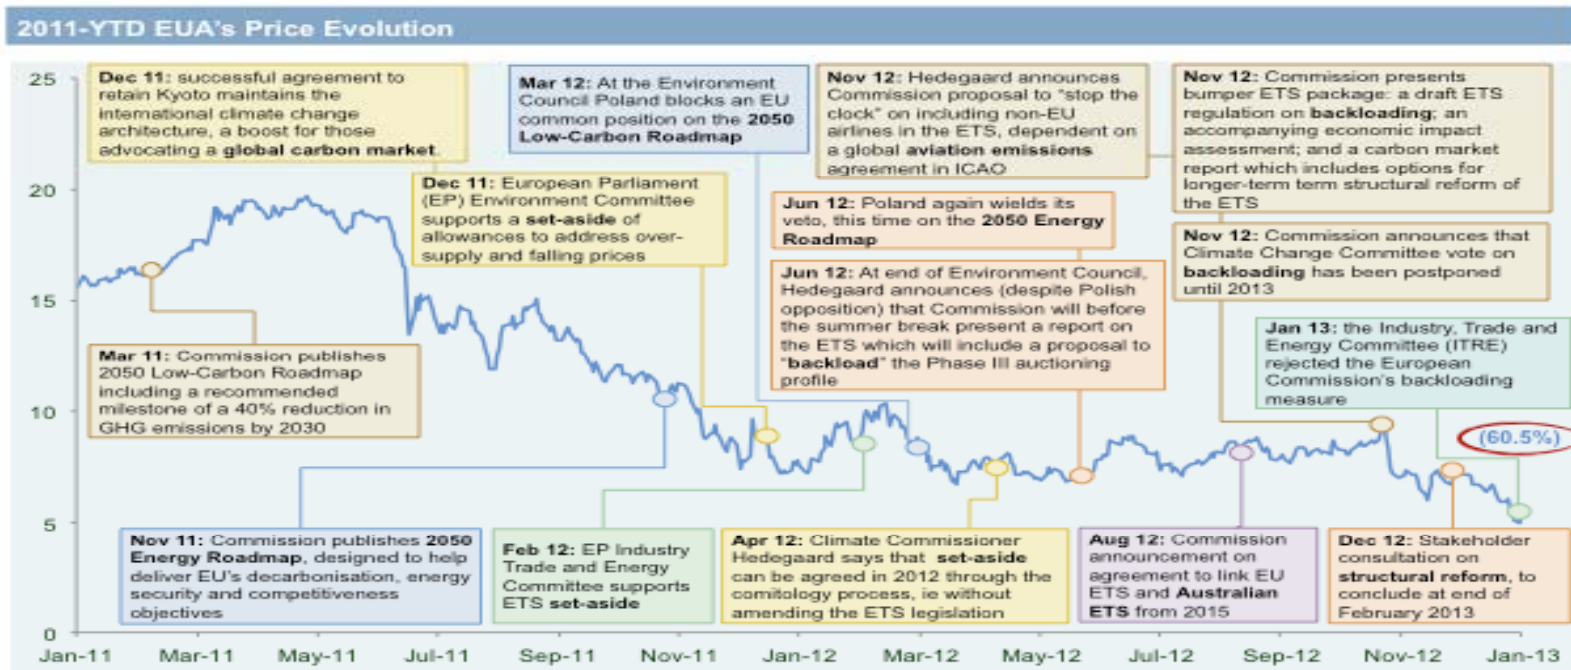 2011-YTD EUA's Price Evolution
Dec 11: successful agreement to
retain Kyoto maintains the
international climate change
architecture, a boost for those
advocating a global carbon market.
Mar 12: At the Environment
Council Poland blocks an EU
common position on the 2050
Low-Carbon Roadmap
Nov 12: Hedegaard announces
Commission proposal to "stop the
clock" on including non-EU
airlines in the ETS, dependent on
a global aviation emissions
agreement in ICAO
Nov 12: Commission presents
bumper ETS package: a draft ETS
regulation on backloading; an
accompanying economic impact
assessment; and a carbon market
report which includes options for
longer-term term structural reform of
the ETS
Dec 11: European Parliament
(EP) Environment Committee
supports a set-aside of
allowances to address over-
supply and falling prices
Jun 12: Poland again wields its
veto, this time on the 2050 Energy
Roadmap
Nov 12: Commission announces that
Climate Change Committee vote on
backloading has been postponed
until 2013
Jun 12: At end of Environment Council,
Hedegaard announces (despite Polish
opposition) that Commission will before
the summer break present a report on
the ETS which will include a proposal to
"backload" the Phase III auctioning
profile
Jan 13: the Industry, Trade and
Energy Committee (ITRE)
rejected the European
Commission's backloading
measure
Mar 11: Commission publishes
2050 Low-Carbon Roadmap
including a recommended
milestone of a 40% reduction in
GHG emissions by 2030
(60.5%)
Nov 11: Commission publishes 2050
Energy Roadmap, designed to help
deliver EU's decarbonisation, energy
security and competitiveness
objectives
Feb 12: EP Industry
Trade and Energy
Committee supports
ETS set-aside
Apr 12: Climate Commissioner
Hedegaard says that set-aside
can be agreed in 2012 through the
comitology process, ie without
amending the ETS legislation
Aug 12: Commission
announcement on
agreement to link EU
ETS and Australian
ETS from 2015
Dec 12: Stakeholder
consultation on
structural reform, to
conclude at end of
February 2013
25
20
15
10
5
0
Jan-11 Mar-11 May-11 Jul-11 Sep-11 Nov-11 Jan-12 Mar-12 May-12 Jul-12 Sep-12 Nov-12 Jan-13